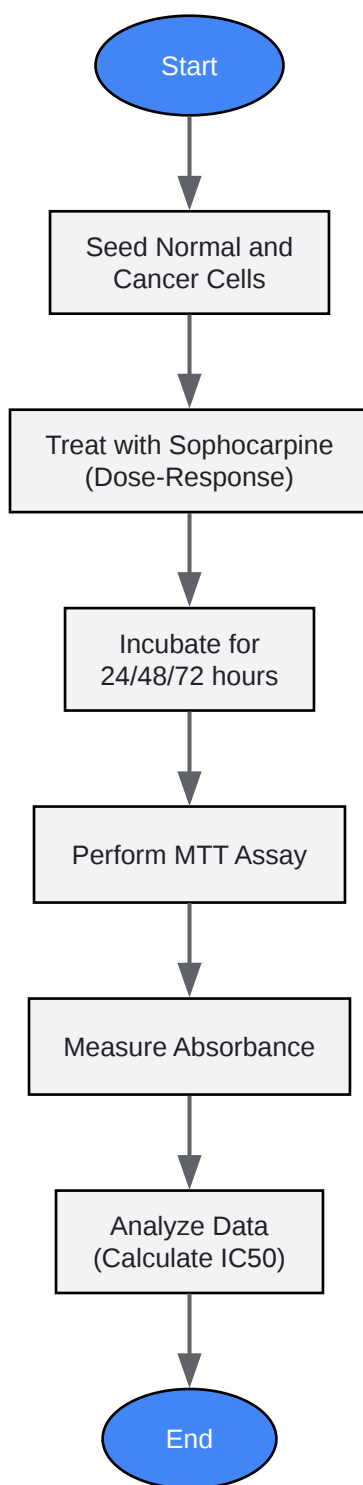 Start
Seed Normal and
Cancer Cells
Treat with Sophocarpine
(Dose-Response)
Incubate for
24/48/72 hours
Perform MTT Assay
Measure Absorbance
Analyze Data
(Calculate IC50)
End